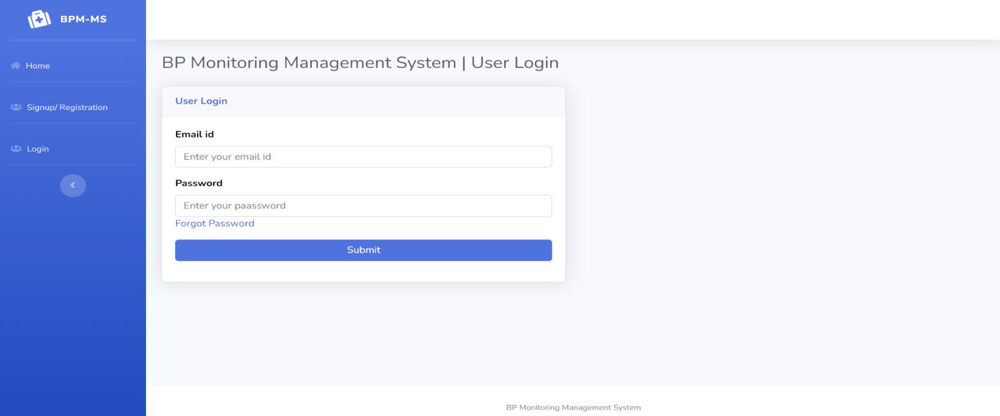 BPM-MS
Home
Signup/ Registration
Login
BP Monitoring Management System | User Login
User Login
Email id
Enter your email id
Password
Enter your paassword
Forgot Password
Submit
BP Monitoring Management System